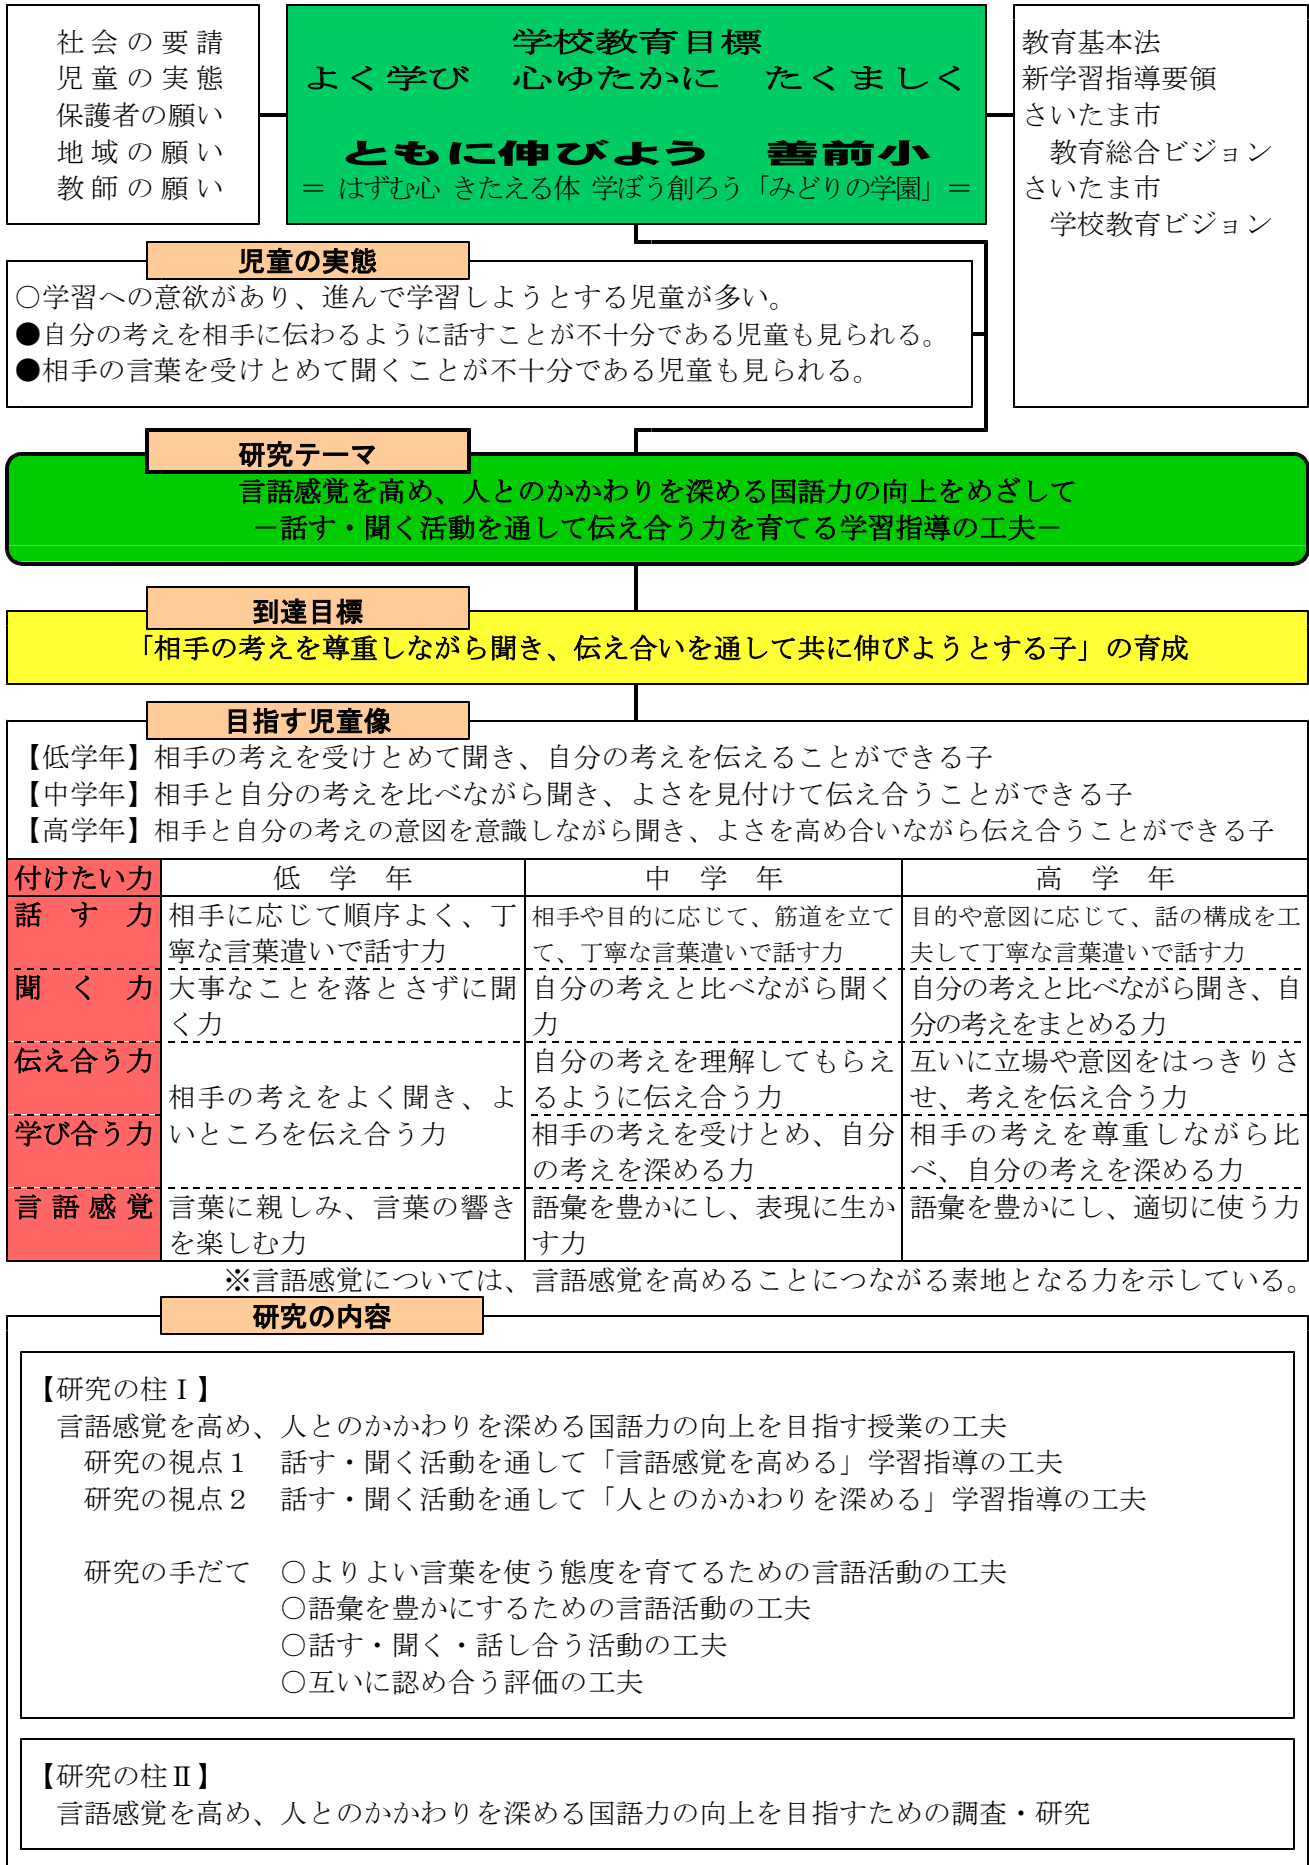 社会の要請
児童の実態
保護者の願い
地域の願い
教師の願い
学校教育目標
よく学び　心ゆたかに　たくましく
ともに伸びよう　善前小
＝ はずむ心 きたえる体 学ぼう創ろう「みどりの学園」＝
教育基本法
新学習指導要領
さいたま市
教育総合ビジョン
さいたま市
学校教育ビジョン
児童の実態
○学習への意欲があり、進んで学習しようとする児童が多い。
●自分の考えを相手に伝わるように話すことが不十分である児童も見られる。
●相手の言葉を受けとめて聞くことが不十分である児童も見られる。
研究テーマ
言語感覚を高め、人とのかかわりを深める国語力の向上をめざして
－話す・聞く活動を通して伝え合う力を育てる学習指導の工夫－
到達目標
「相手の考えを尊重しながら聞き、伝え合いを通して共に伸びようとする子」の育成
目指す児童像
【低学年】相手の考えを受けとめて聞き、自分の考えを伝えることができる子
【中学年】相手と自分の考えを比べながら聞き、よさを見付けて伝え合うことができる子
【高学年】相手と自分の考えの意図を意識しながら聞き、よさを高め合いながら伝え合うことができる子
付けたい力
低　学　年
中　学　年
高　学　年
話　す　力
相手に応じて順序よく、丁
寧な言葉遣いで話す力
相手や目的に応じて、筋道を立て
て、丁寧な言葉遣いで話す力
目的や意図に応じて、話の構成を工
夫して丁寧な言葉遣いで話す力
聞　く　力
大事なことを落とさずに聞
く力
自分の考えと比べながら聞く
力
自分の考えと比べながら聞き、自
分の考えをまとめる力
伝え合う力
学び合う力
相手の考えをよく聞き、よ
いところを伝え合う力
自分の考えを理解してもらえ
るように伝え合う力
互いに立場や意図をはっきりさ
せ、考えを伝え合う力
相手の考えを受けとめ、自分
の考えを深める力
相手の考えを尊重しながら比
べ、自分の考えを深める力
言語感覚
言葉に親しみ、言葉の響き
を楽しむ力
語彙を豊かにし、表現に生か
す力
語彙を豊かにし、適切に使う力
※言語感覚については、言語感覚を高めることにつながる素地となる力を示している。
研究の内容
【研究の柱Ⅰ】
言語感覚を高め、人とのかかわりを深める国語力の向上を目指す授業の工夫
研究の視点１　話す・聞く活動を通して「言語感覚を高める」学習指導の工夫
研究の視点２　話す・聞く活動を通して「人とのかかわりを深める」学習指導の工夫
研究の手だて　○よりよい言葉を使う態度を育てるための言語活動の工夫
○語彙を豊かにするための言語活動の工夫
○話す・聞く・話し合う活動の工夫
○互いに認め合う評価の工夫
【研究の柱Ⅱ】
言語感覚を高め、人とのかかわりを深める国語力の向上を目指すための調査・研究